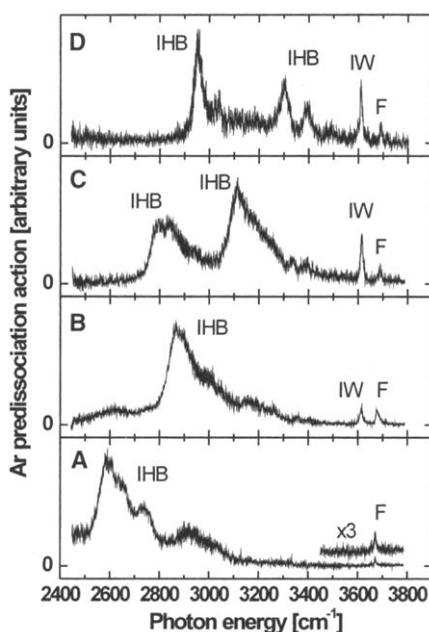 D
IHB
IHB
IW
F
0
C
IHB
IHB
IW
F
0
B
IHB
IW
F
0
A
IHB
x3
F
0
2400 2600 2800 3000 3200 3400 3600 3800
Photon energy [cm⁻¹]
Ar predissociation action [arbitrary units]